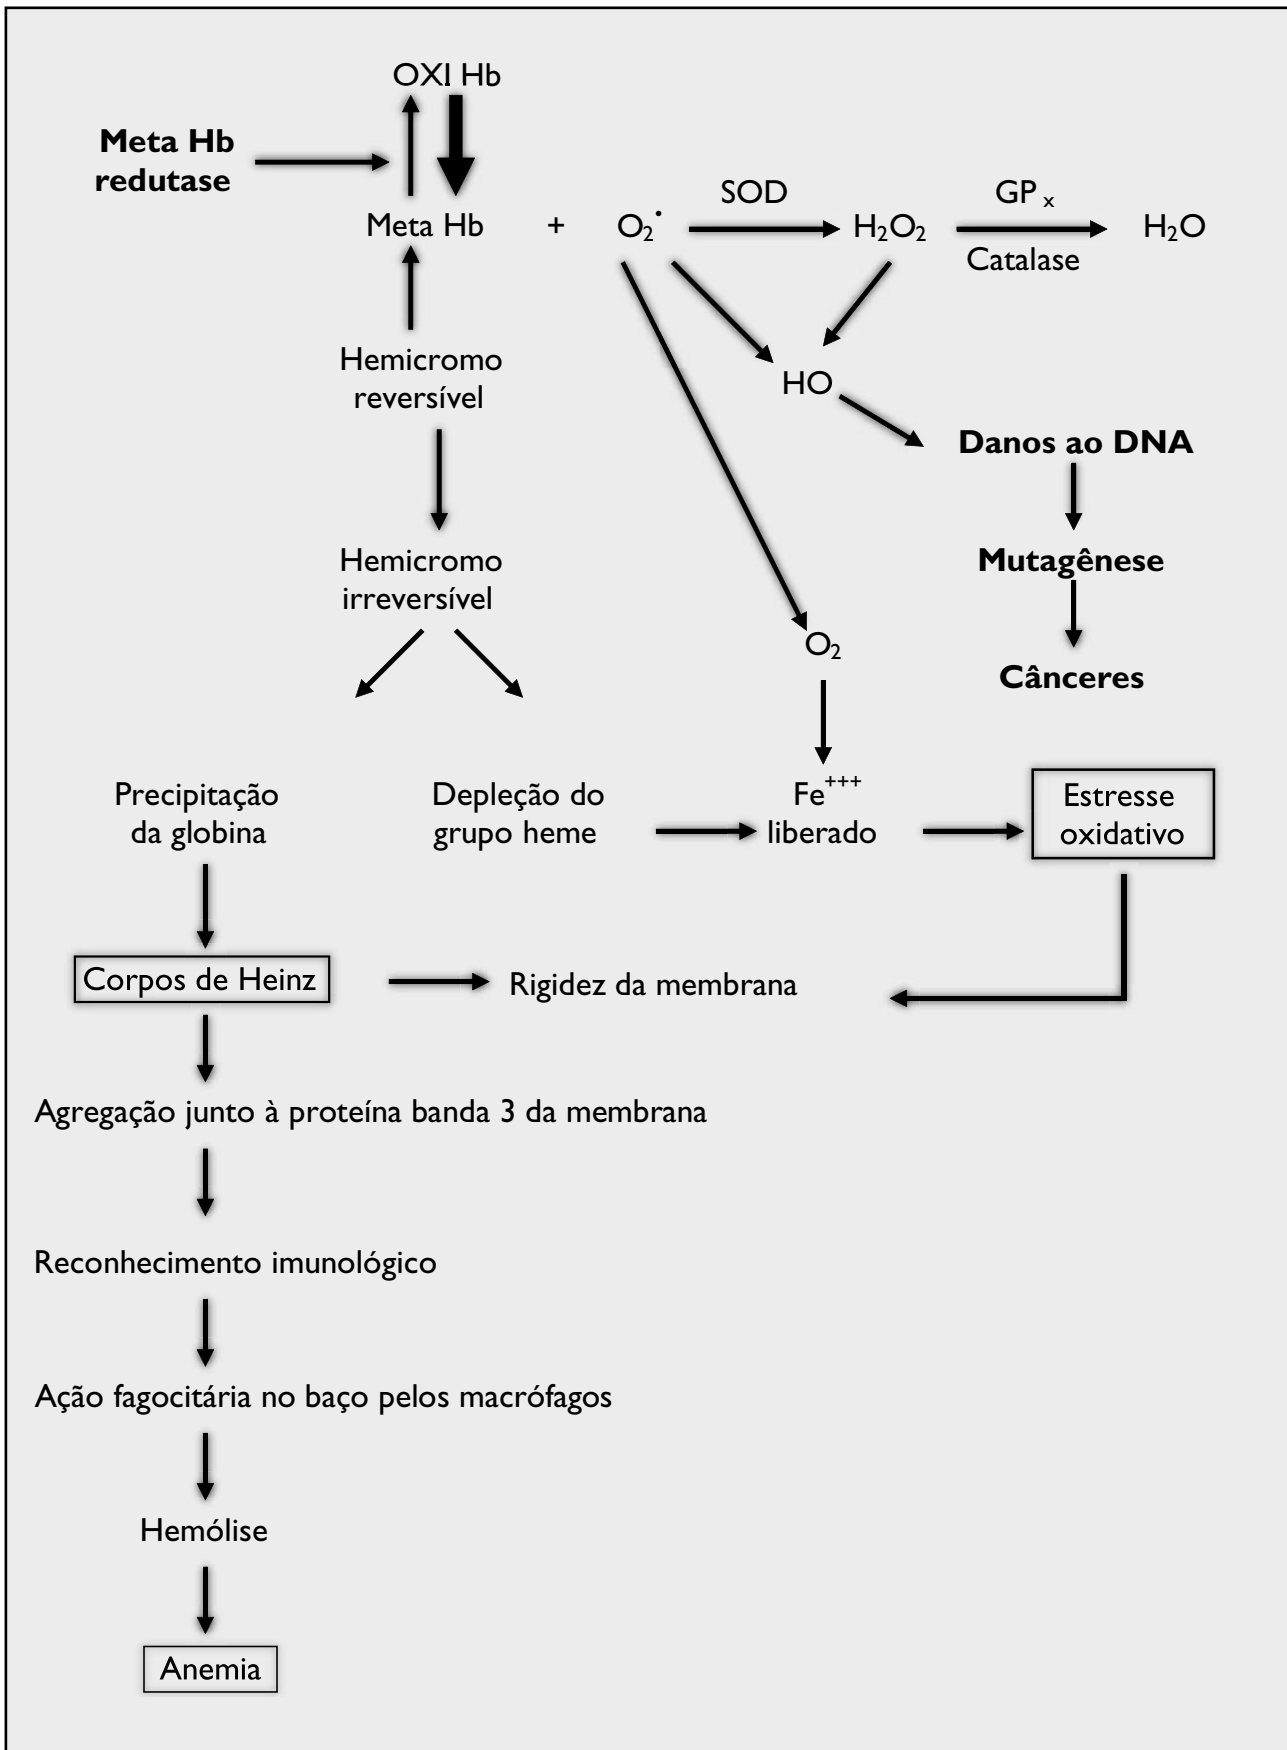 OXI Hb
Meta Hb
redutase
Meta Hb + O₂• SOD H₂O₂ GPₓ H₂O
Catalase
Hemicromo
reversível
HO
Danos ao DNA
Hemicromo
irreversível
Mutagênese
O₂
Cânceres
Precipitação
da globina
Depleção do
grupo heme
Fe⁺⁺⁺
liberado
Estresse
oxidativo
Corpos de Heinz
Rigidez da membrana
Agregação junto à proteína banda 3 da membrana
Reconhecimento imunológico
Ação fagocitária no baço pelos macrófagos
Hemólise
Anemia